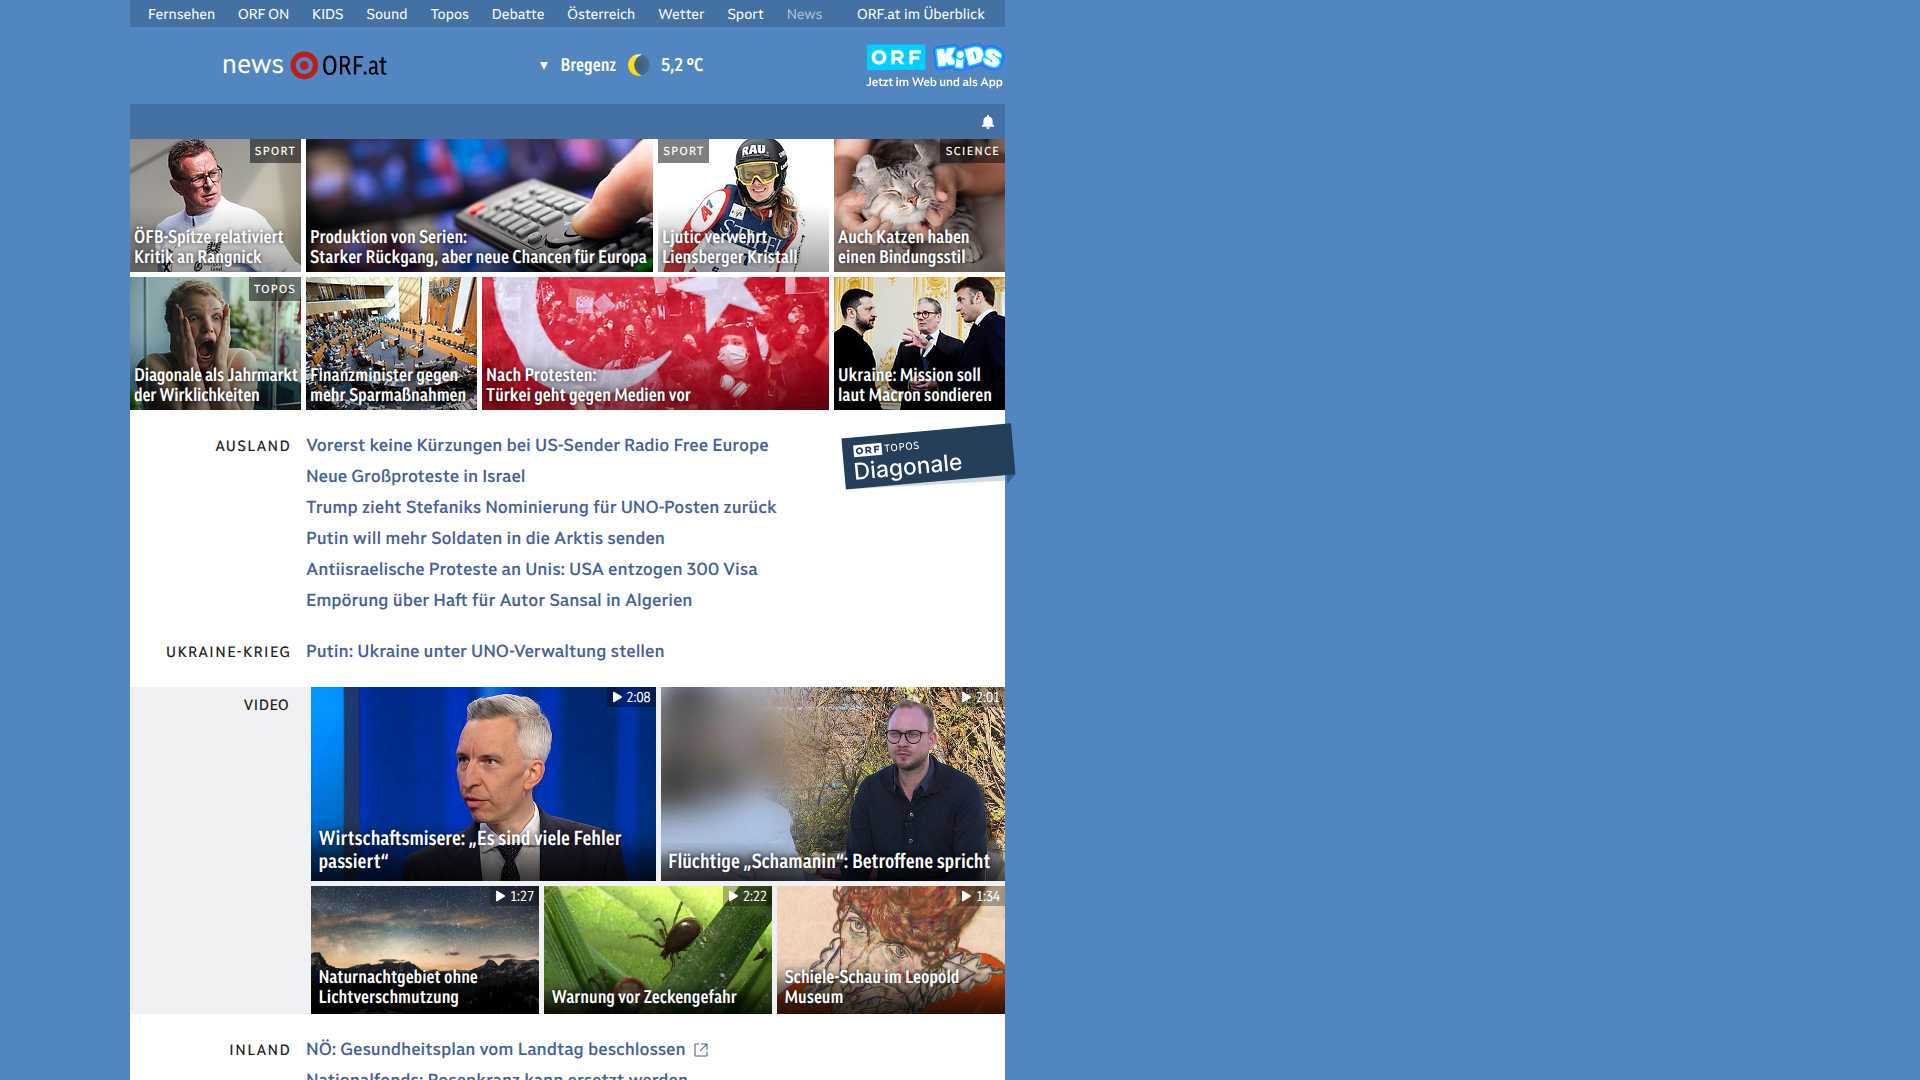 Fernsehen ORF ON KIDS Sound Topos Debatte Österreich Wetter Sport News ORF.at im Überblick
news ORF.at
▼ Bregenz 5,2 °C
ORF KiDS
Jetzt im Web und als App
SPORT
ÖFB-Spitze relativiert
Kritik an Rangnick
Produktion von Serien:
Starker Rückgang, aber neue Chancen für Europa
SPORT
RAU
Ljutic verwehrt
Liensberger Kristall
SCIENCE
Auch Katzen haben
einen Bindungsstil
TOPOS
Diagonale als Jahrmarkt
der Wirklichkeiten
Finanzminister gegen
mehr Sparmaßnahmen
Nach Protesten:
Türkei geht gegen Medien vor
Ukraine: Mission soll
laut Macron sondieren
AUSLAND
Vorerst keine Kürzungen bei US-Sender Radio Free Europe
Neue Großproteste in Israel
Trump zieht Stefaniks Nominierung für UNO-Posten zurück
Putin will mehr Soldaten in die Arktis senden
Antiisraelische Proteste an Unis: USA entzogen 300 Visa
Empörung über Haft für Autor Sansal in Algerien
ORF TOPOS
Diagonale
UKRAINE-KRIEG
Putin: Ukraine unter UNO-Verwaltung stellen
VIDEO
2:08
Wirtschaftsmisere: „Es sind viele Fehler
passiert“
2:01
Flüchtige „Schamanin“: Betroffene spricht
1:27
Naturnachtgebiet ohne
Lichtverschmutzung
2:22
Warnung vor Zeckengefahr
1:34
Schiele-Schau im Leopold
Museum
INLAND
NÖ: Gesundheitsplan vom Landtag beschlossen
Nationalfonds: Rosenkranz kann ersetzt werden